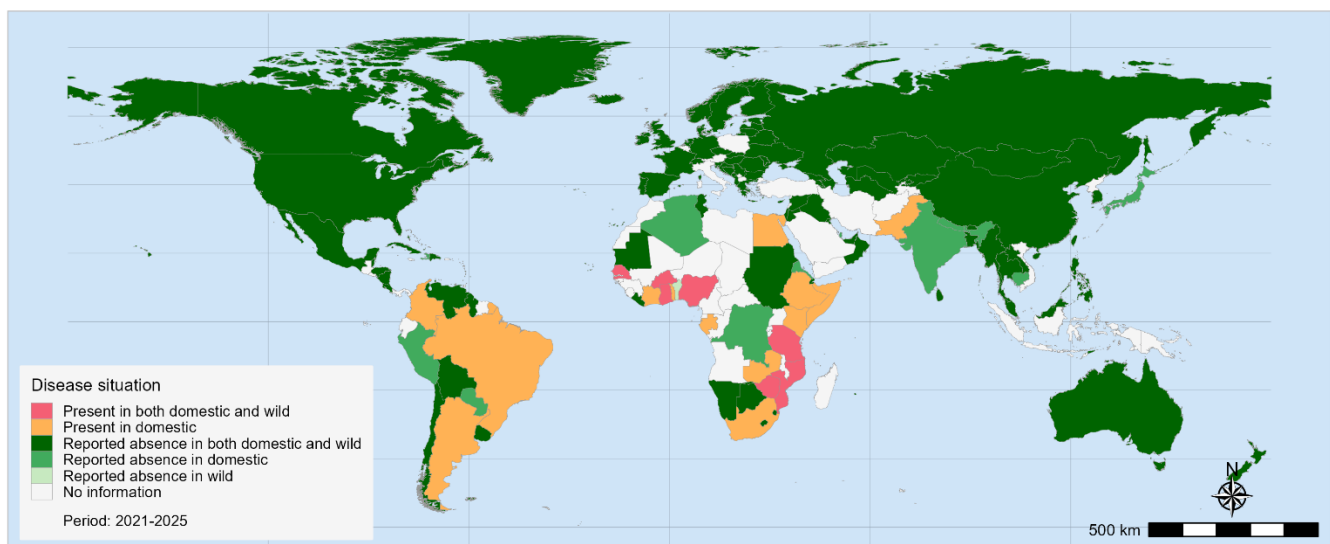 Disease situation
Present in both domestic and wild
Present in domestic
Reported absence in both domestic and wild
Reported absence in domestic
Reported absence in wild
No information
Period: 2021-2025
N
500 km